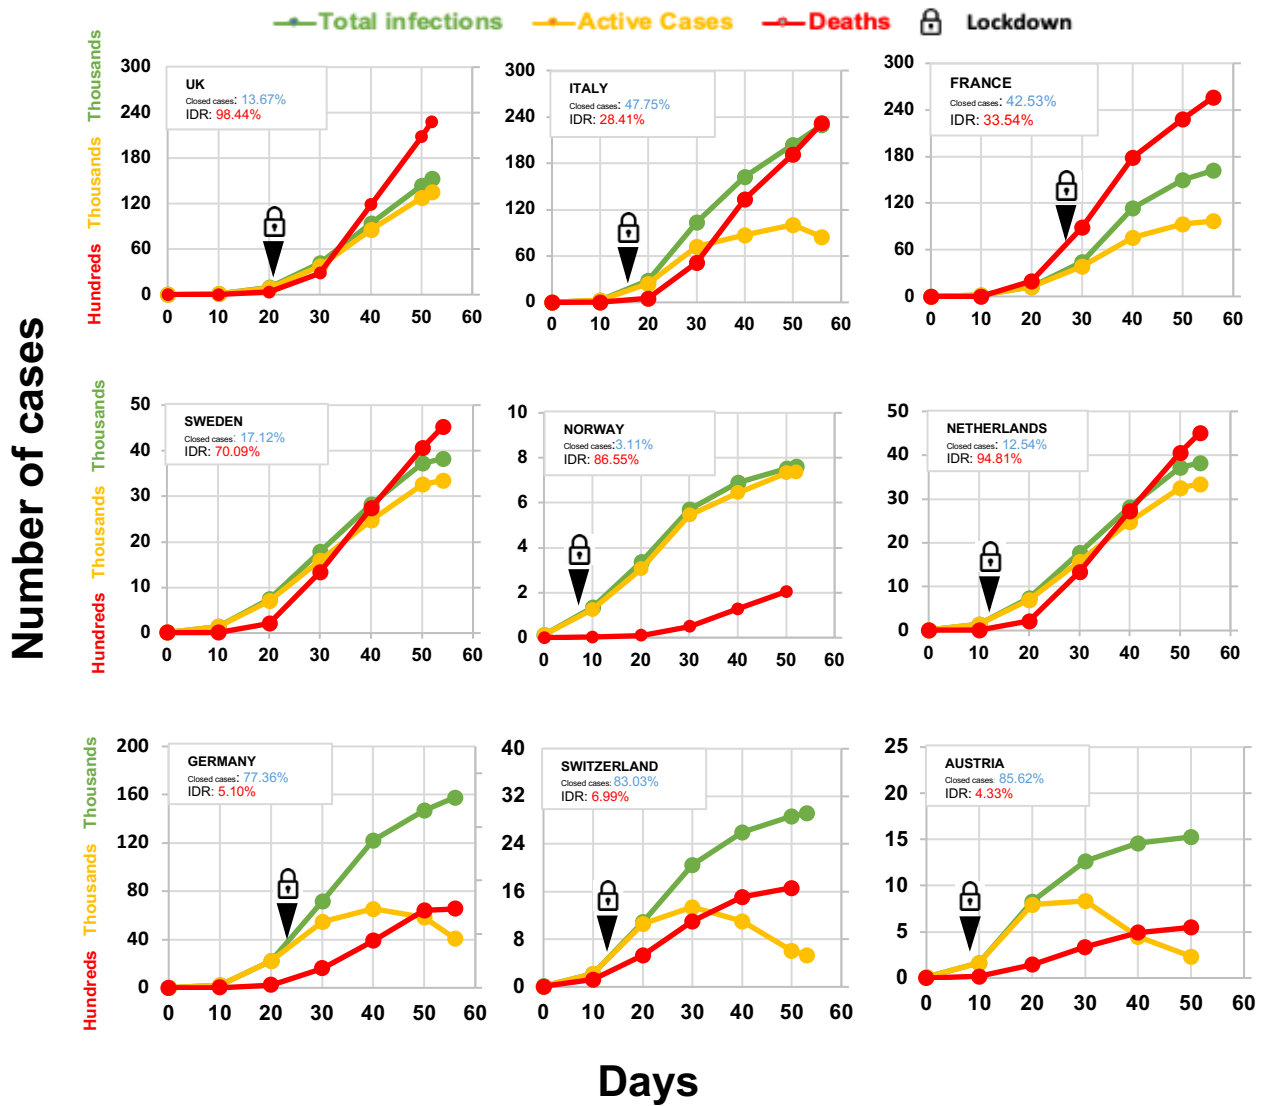 Total infections Active Cases Deaths Lockdown
Number of cases
Hundreds Thousands Thousands
300
240
180
120
60
0
UK
Closed cases: 13.67%
IDR: 98.44%
0 10 20 30 40 50 60
300
240
180
120
60
0
ITALY
Closed cases: 47.75%
IDR: 28.41%
0 10 20 30 40 50 60
300
240
180
120
60
0
FRANCE
Closed cases: 42.53%
IDR: 33.54%
0 10 20 30 40 50 60
Hundreds Thousands Thousands
50
40
30
20
10
0
SWEDEN
Closed cases: 17.12%
IDR: 70.09%
0 10 20 30 40 50 60
10
8
6
4
2
0
NORWAY
Closed cases:3.11%
IDR: 86.55%
0 10 20 30 40 50 60
50
40
30
20
10
0
NETHERLANDS
Closed cases: 12.54%
IDR: 94.81%
0 10 20 30 40 50 60
Hundreds Thousands Thousands
200
160
120
80
40
0
GERMANY
Closed cases: 77.36%
IDR: 5.10%
0 10 20 30 40 50 60
40
32
24
16
8
0
SWITZERLAND
Closed cases: 83.03%
IDR: 6.99%
0 10 20 30 40 50 60
25
20
15
10
5
0
AUSTRIA
Closed cases: 85.62%
IDR: 4.33%
0 10 20 30 40 50 60
Days